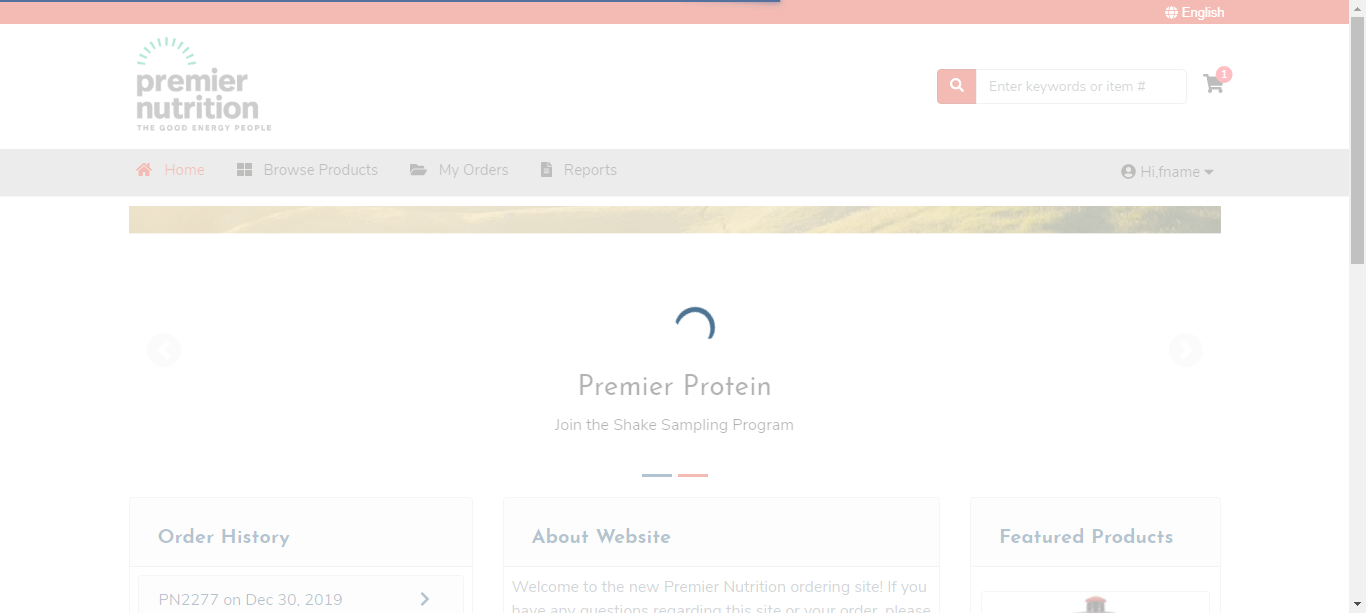 English
premier
nutrition
THE GOOD ENERGY PEOPLE
Enter keywords or item #
1
Home
Browse Products
My Orders
Reports
Hi,fname
Premier Protein
Join the Shake Sampling Program
Order History
About Website
Featured Products
PN2277 on Dec 30, 2019
Welcome to the new Premier Nutrition ordering site! If you
have any questions regarding this site or your order, please